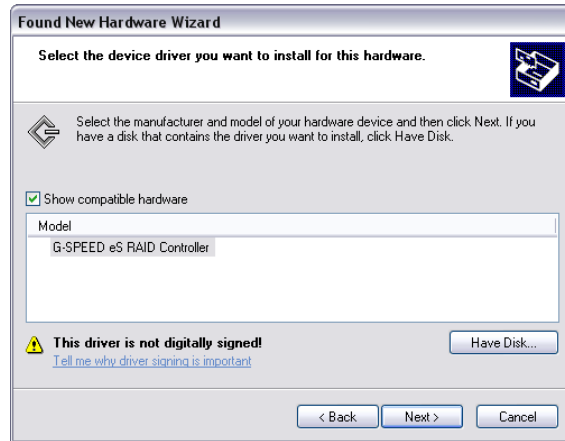 Found New Hardware Wizard
Select the device driver you want to install for this hardware.
Select the manufacturer and model of your hardware device and then click Next. If you
have a disk that contains the driver you want to install, click Have Disk.
Show compatible hardware
Model
G-SPEED eS RAID Controller
This driver is not digitally signed!
Tell me why driver signing is important
Have Disk...
< Back
Next >
Cancel